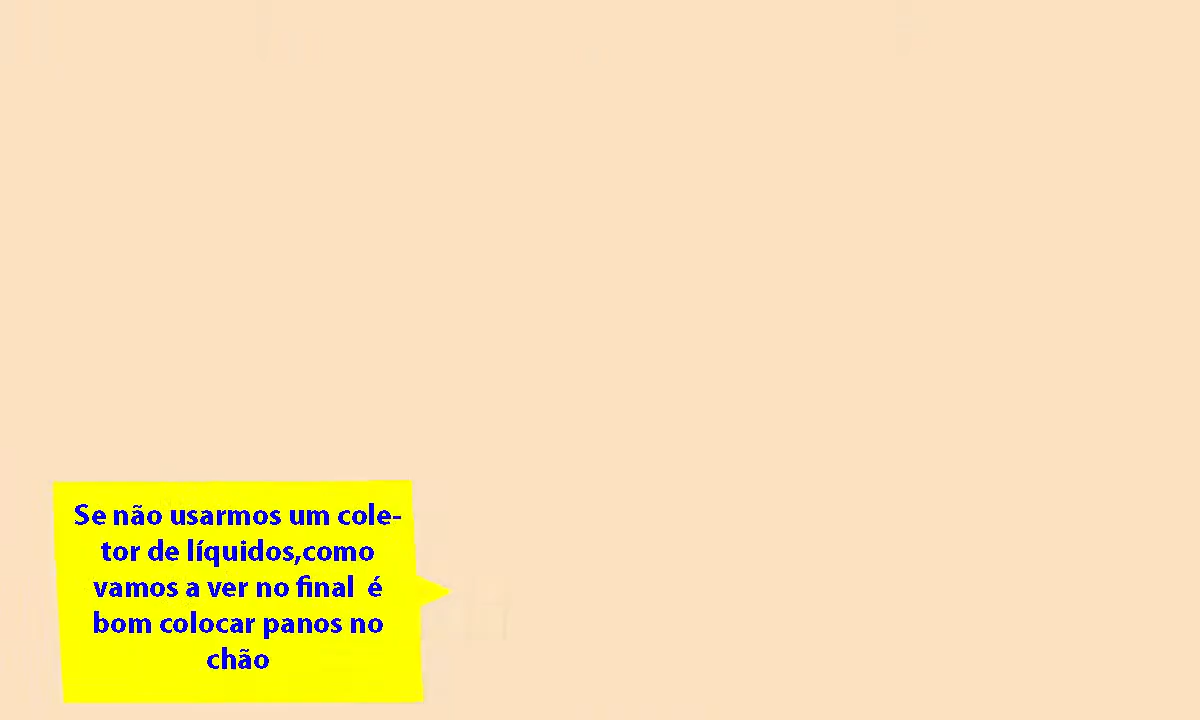 Se não usarmos um cole-
tor de líquidos,como
vamos a ver no final  é
bom colocar panos no
chão